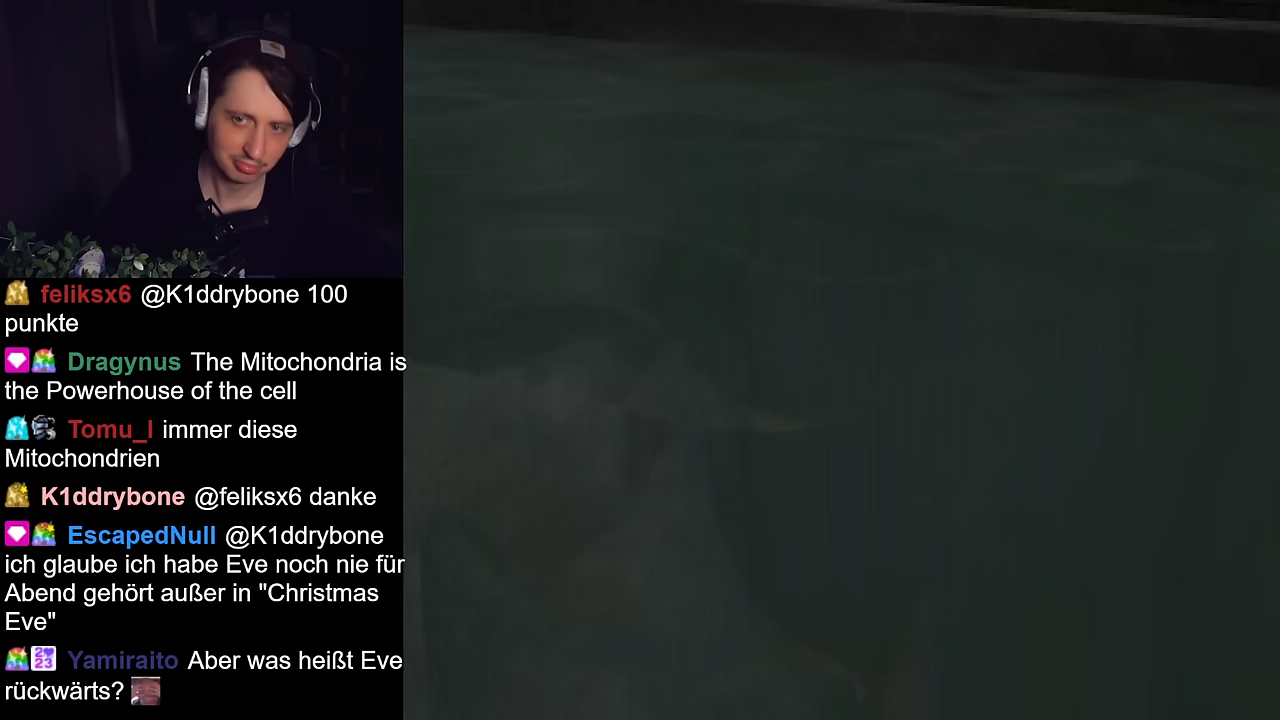 feliksx6 @K1ddrybone 100
punkte
Dragynus The Mitochondria is
the Powerhouse of the cell
Tomu_I immer diese
Mitochondrien
K1ddrybone @feliksx6 danke
EscapedNull @K1ddrybone
ich glaube ich habe Eve noch nie für
Abend gehört außer in "Christmas
Eve"
Yamiraito Aber was heißt Eve
rückwärts?